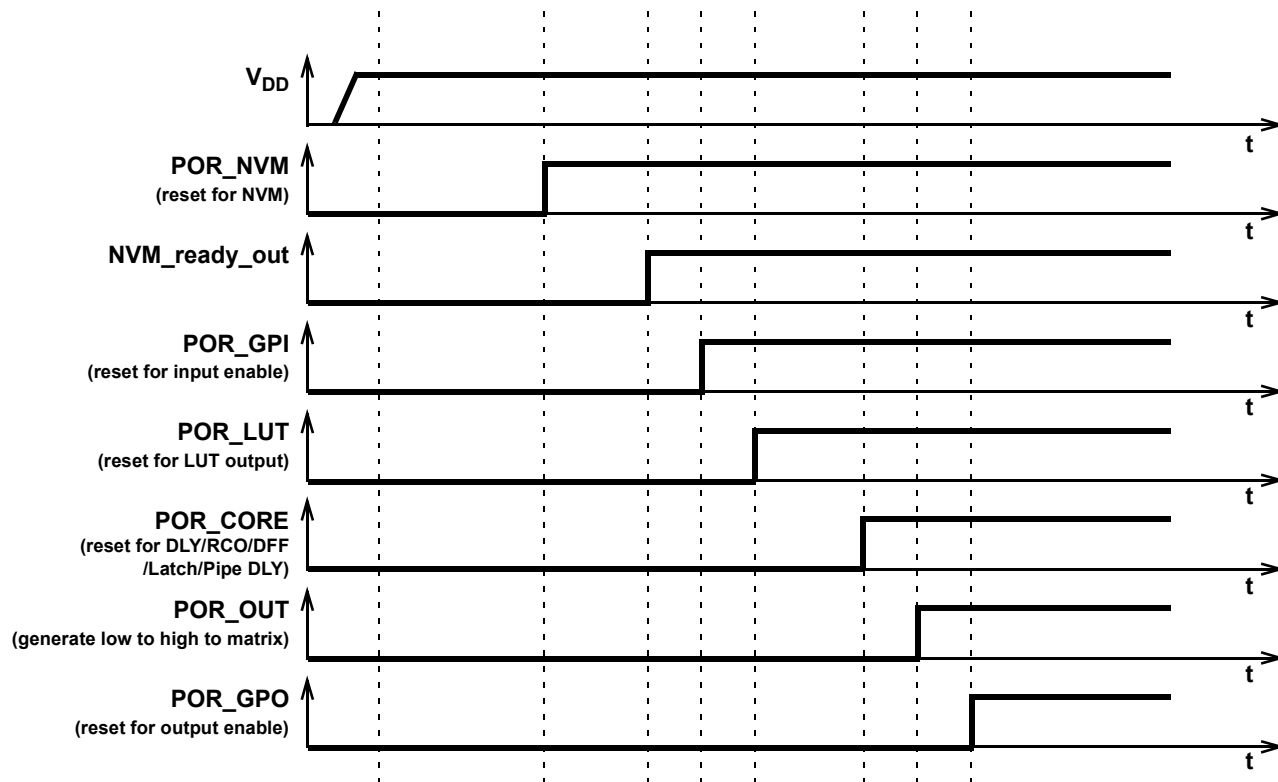 VDD
t
POR_NVM
(reset for NVM)
t
NVM_ready_out
t
POR_GPI
(reset for input enable)
t
POR_LUT
(reset for LUT output)
t
POR_CORE
(reset for DLY/RCO/DFF
/Latch/Pipe DLY)
t
POR_OUT
(generate low to high to matrix)
t
POR_GPO
(reset for output enable)
t